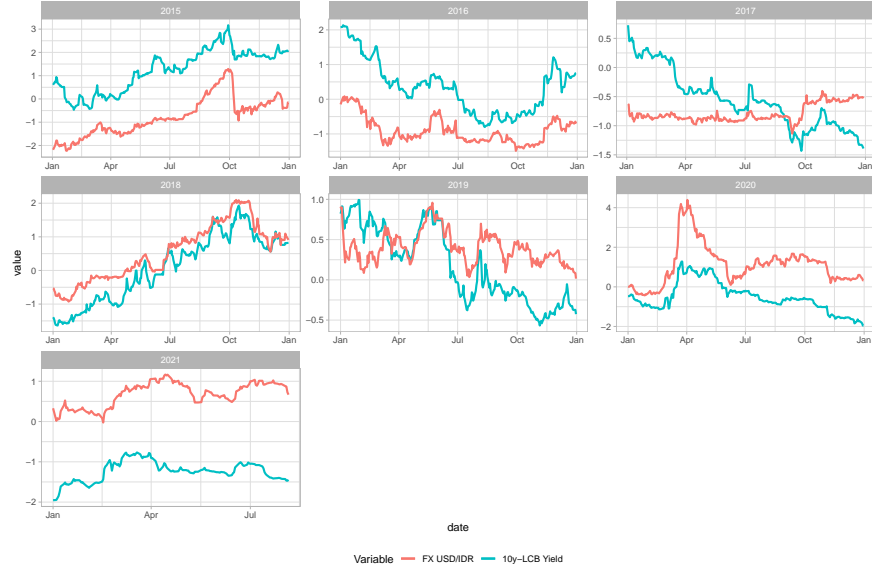 2015
2016
2017
3
2
1
0
−1
−2
Jan
Apr
Jul
Oct
Jan
2
1
0
−1
Jan
Apr
Jul
Oct
Jan
0.5
0.0
−0.5
−1.0
−1.5
Jan
Apr
Jul
Oct
Jan
2018
2019
2020
value
2
1
0
−1
Jan
Apr
Jul
Oct
Jan
1.0
0.5
0.0
−0.5
Jan
Apr
Jul
Oct
Jan
4
2
0
−2
Jan
Apr
Jul
Oct
Jan
2021
1
0
−1
−2
Jan
Apr
Jul
date
Variable FX USD/IDR 10y−LCB Yield